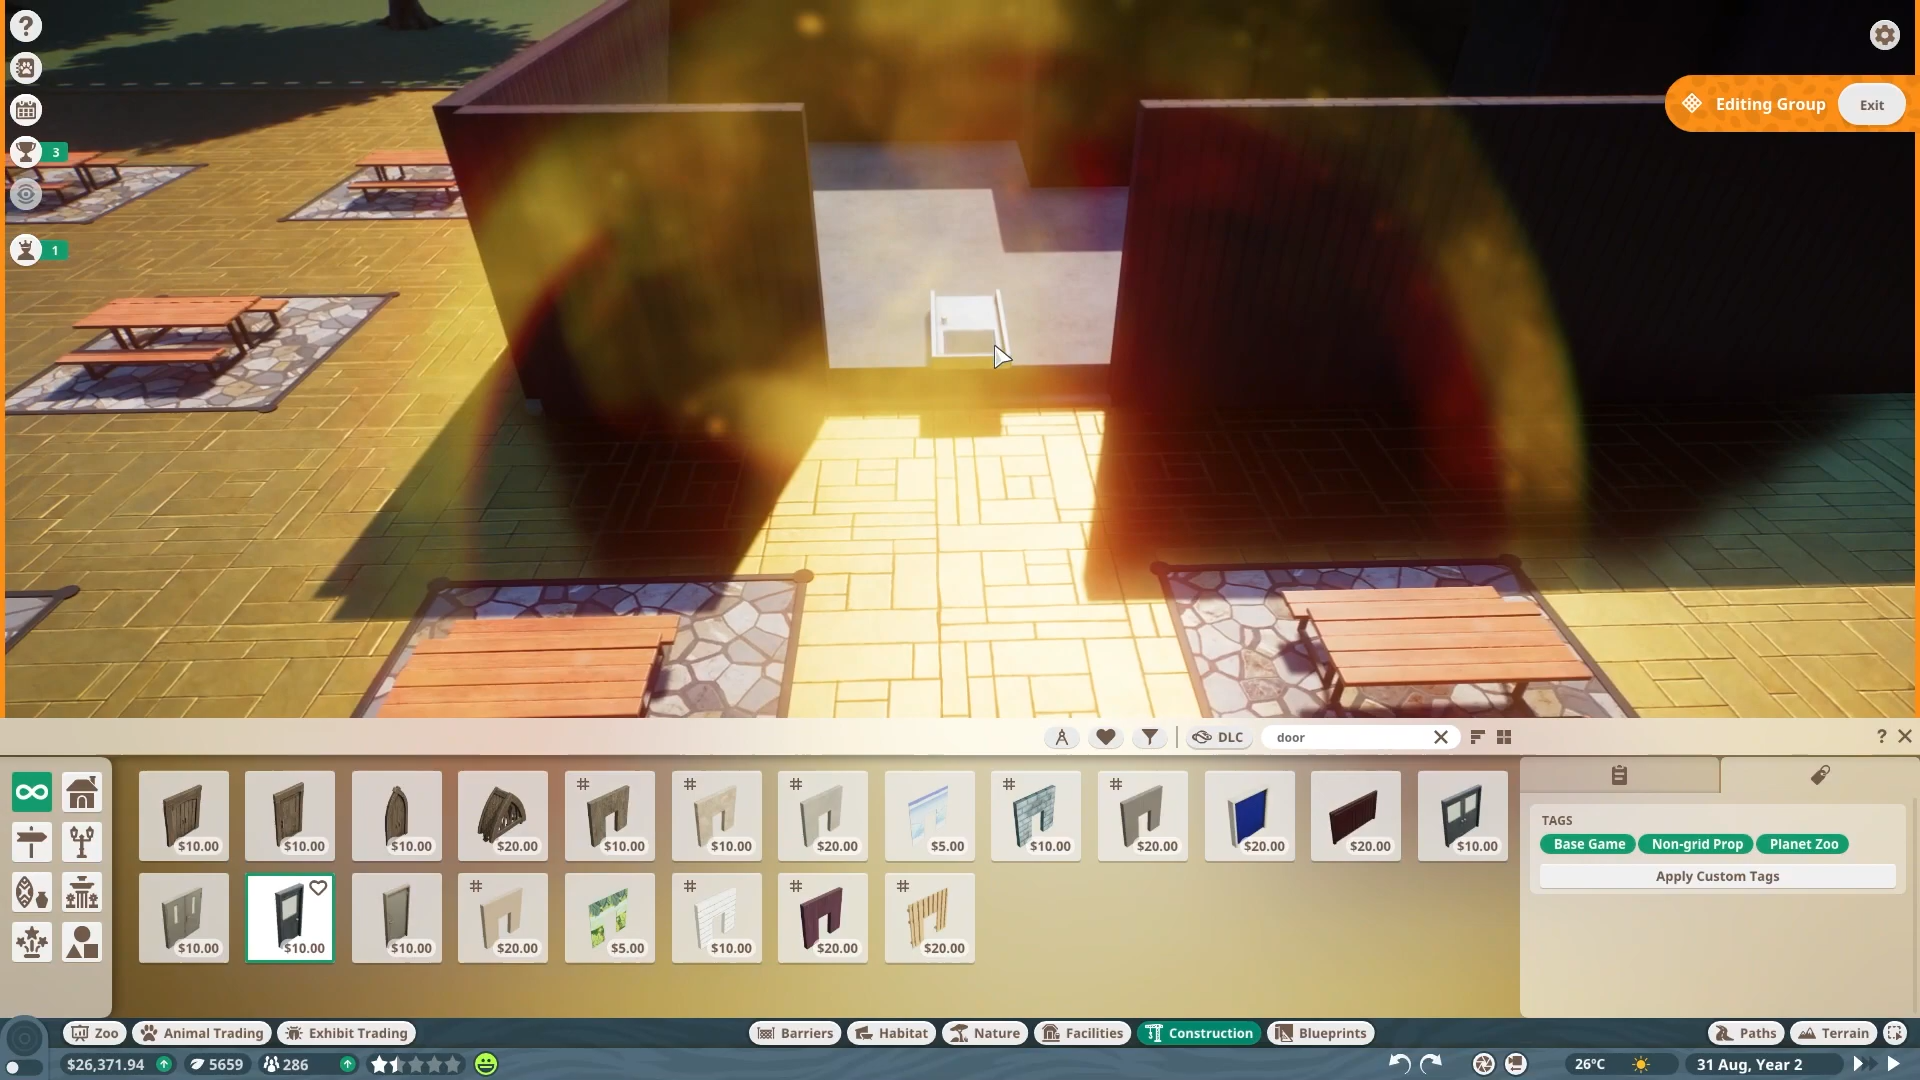 ?
Editing Group Exit
3
1
DLC door ?
$10.00 $10.00 $10.00 $20.00 $10.00 $10.00 $20.00 $5.00 $10.00 $20.00 $20.00 $20.00 $10.00
$10.00 $10.00 $10.00 $20.00 $5.00 $10.00 $20.00 $20.00
TAGS
Base Game Non-grid Prop Planet Zoo
Apply Custom Tags
Zoo Animal Trading Exhibit Trading Barriers Habitat Nature Facilities Construction Blueprints Paths Terrain
$26,371.94 5659 286 26°C 31 Aug, Year 2